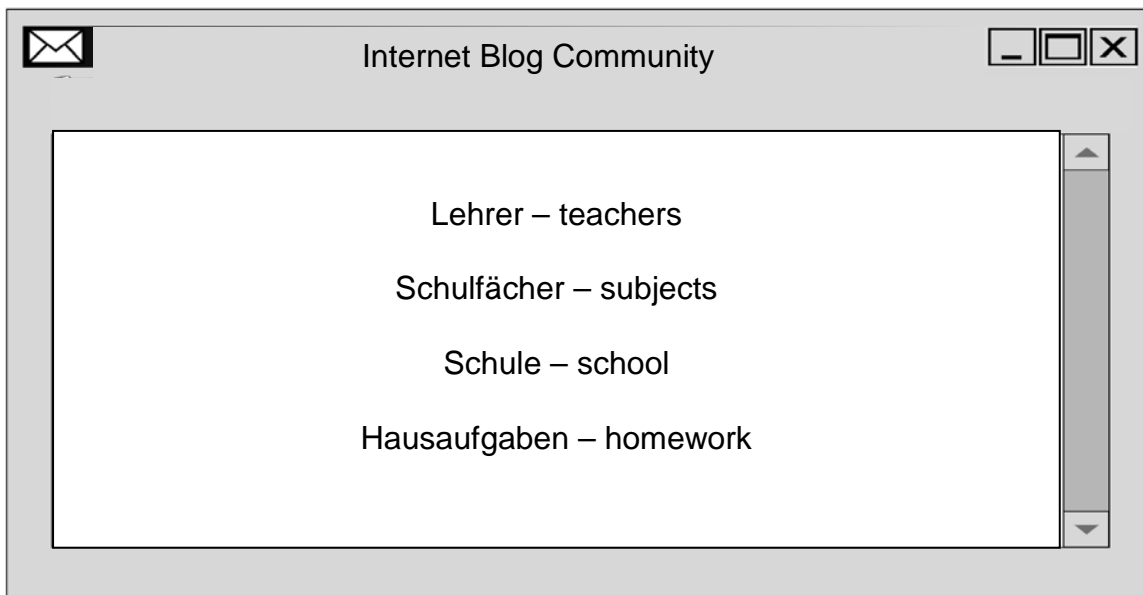 Internet Blog Community
Lehrer – teachers
Schulfächer – subjects
Schule – school
Hausaufgaben – homework